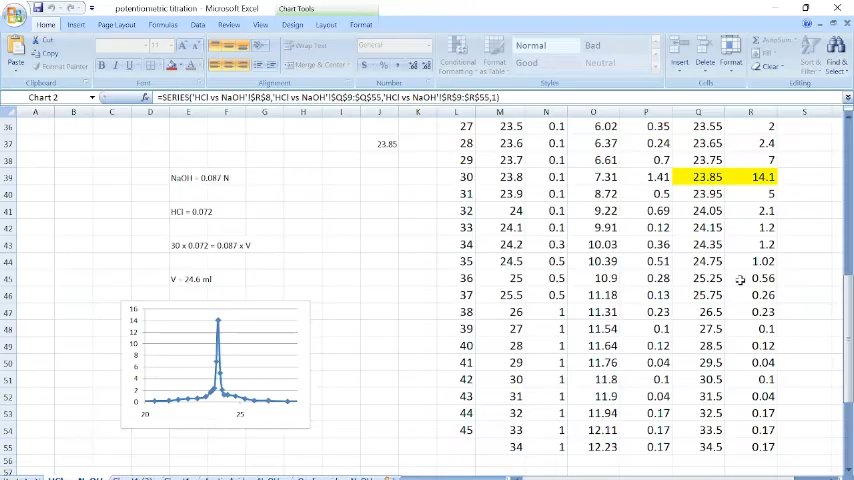 potentiometric titration
Chart Tools
Home Insert Page Layout Formulas Data Review View Design Layout Format
Cut
Copy
Format Painter
Paste
Clipboard
11
A A
B I U
A
Font
Wrap Text
Merge & Center
Alignment
General
$ % ,
Number
Conditional Formatting
Format as Table
Normal Bad
Good Neutral
Styles
Insert Delete Format
Cells
AutoSum
Fill
Clear
Sort & Filter
Find & Select
Editing
Chart 2 fx =SERIES('HCl vs NaOH'!$R$8,'HCl vs NaOH'!$Q$9:$Q$55,'HCl vs NaOH'!$R$9:$R$55,1)
A B C D E F G H I J K L M N O P Q R S
36 27 23.5 0.1 6.02 0.35 23.55 2
37 23.85 28 23.6 0.1 6.37 0.24 23.65 2.4
38 29 23.7 0.1 6.61 0.7 23.75 7
39 NaOH = 0.087 N 30 23.8 0.1 7.31 1.41 23.85 14.1
40 31 23.9 0.1 8.72 0.5 23.95 5
41 HCl = 0.072 32 24 0.1 9.22 0.69 24.05 2.1
42 33 24.1 0.1 9.91 0.12 24.15 1.2
43 30 x 0.072 = 0.087 x V 34 24.2 0.3 10.03 0.36 24.35 1.2
44 35 24.5 0.5 10.39 0.51 24.75 1.02
45 V = 24.6 ml 36 25 0.5 10.9 0.28 25.25 0.56
46 37 25.5 0.5 11.18 0.13 25.75 0.26
47 38 26 1 11.31 0.23 26.5 0.23
48 39 27 1 11.54 0.1 27.5 0.1
49 40 28 1 11.64 0.12 28.5 0.12
50 41 29 1 11.76 0.04 29.5 0.04
51 42 30 1 11.8 0.1 30.5 0.1
52 43 31 1 11.9 0.04 31.5 0.04
53 44 32 1 11.94 0.17 32.5 0.17
54 45 33 1 12.11 0.17 33.5 0.17
55 34 1 12.23 0.17 34.5 0.17
56
57
16
14
12
10
8
6
4
2
0
20 25